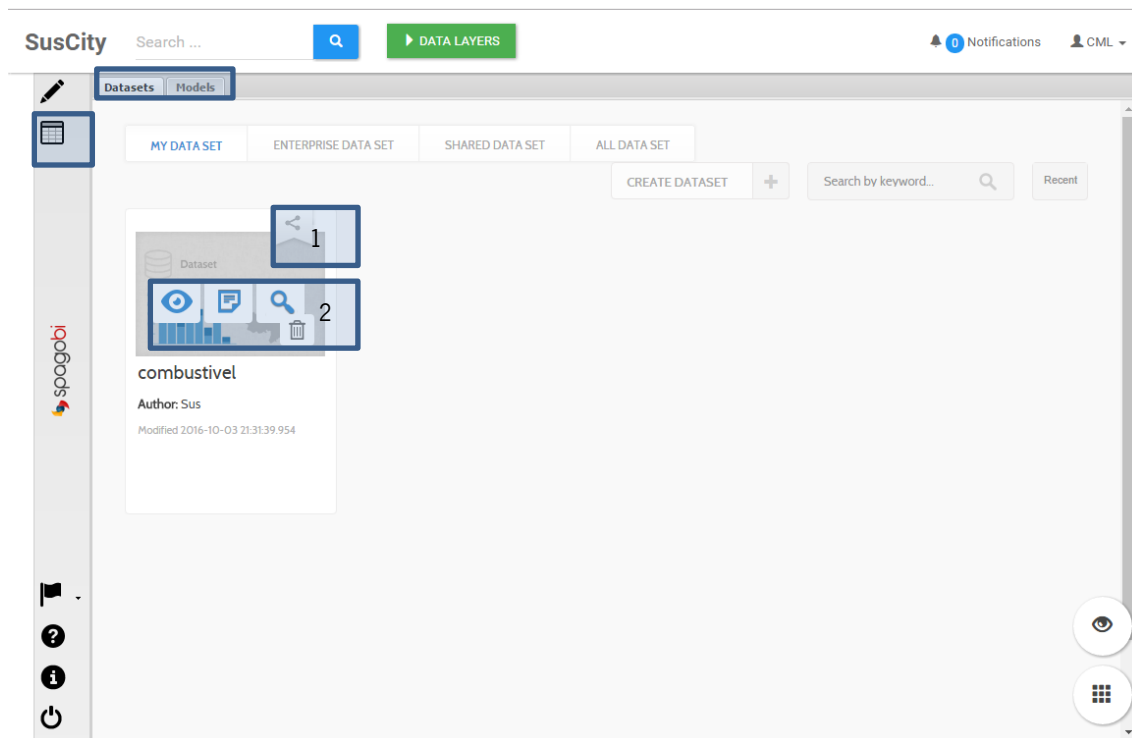 SusCity Search ... DATA LAYERS 0 Notifications CML
Datasets Models
MY DATA SET ENTERPRISE DATA SET SHARED DATA SET ALL DATA SET
CREATE DATASET + Search by keyword... Recent
1
Dataset
2
combustivel
Author: Sus
Modified 2016-10-03 21:31:39.954
spagobi